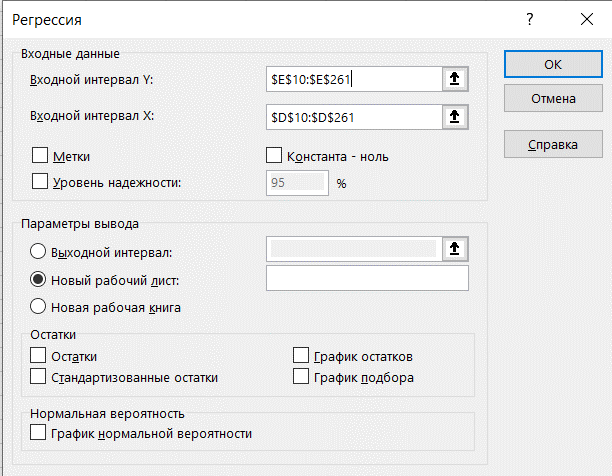 Регрессия ?
Входные данные
Входной интервал Y: $E$10:$E$261
Входной интервал X: $D$10:$D$261
Метки Константа - ноль
Уровень надежности: 95 %
ОК
Отмена
Справка
Параметры вывода
Выходной интервал:
Новый рабочий лист:
Новая рабочая книга
Остатки
Остатки График остатков
Стандартизованные остатки График подбора
Нормальная вероятность
График нормальной вероятности